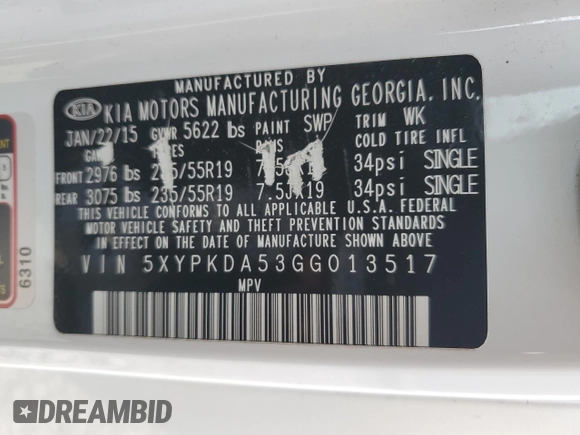 MANUFACTURED BY
KIA KIA MOTORS MANUFACTURING GEORGIA, INC.
JAN/22/15 GVWR 5622 lbs PAINT SWP TRIM WK
COLD TIRE INFL
FRONT 2976 lbs 235/55R19 34psi SINGLE
REAR 3075 lbs 235/55R19 7.5JX19 34psi SINGLE
THIS VEHICLE CONFORMS TO ALL APPLICABLE U.S.A. FEDERAL
MOTOR VEHICLE SAFETY AND THEFT PREVENTION STANDARDS
IN EFFECT ON THE DATE OF MANUFACTURE SHOWN ABOVE.
VIN 5XYPKDA53GG013517
MPV
6310
DREAMBID